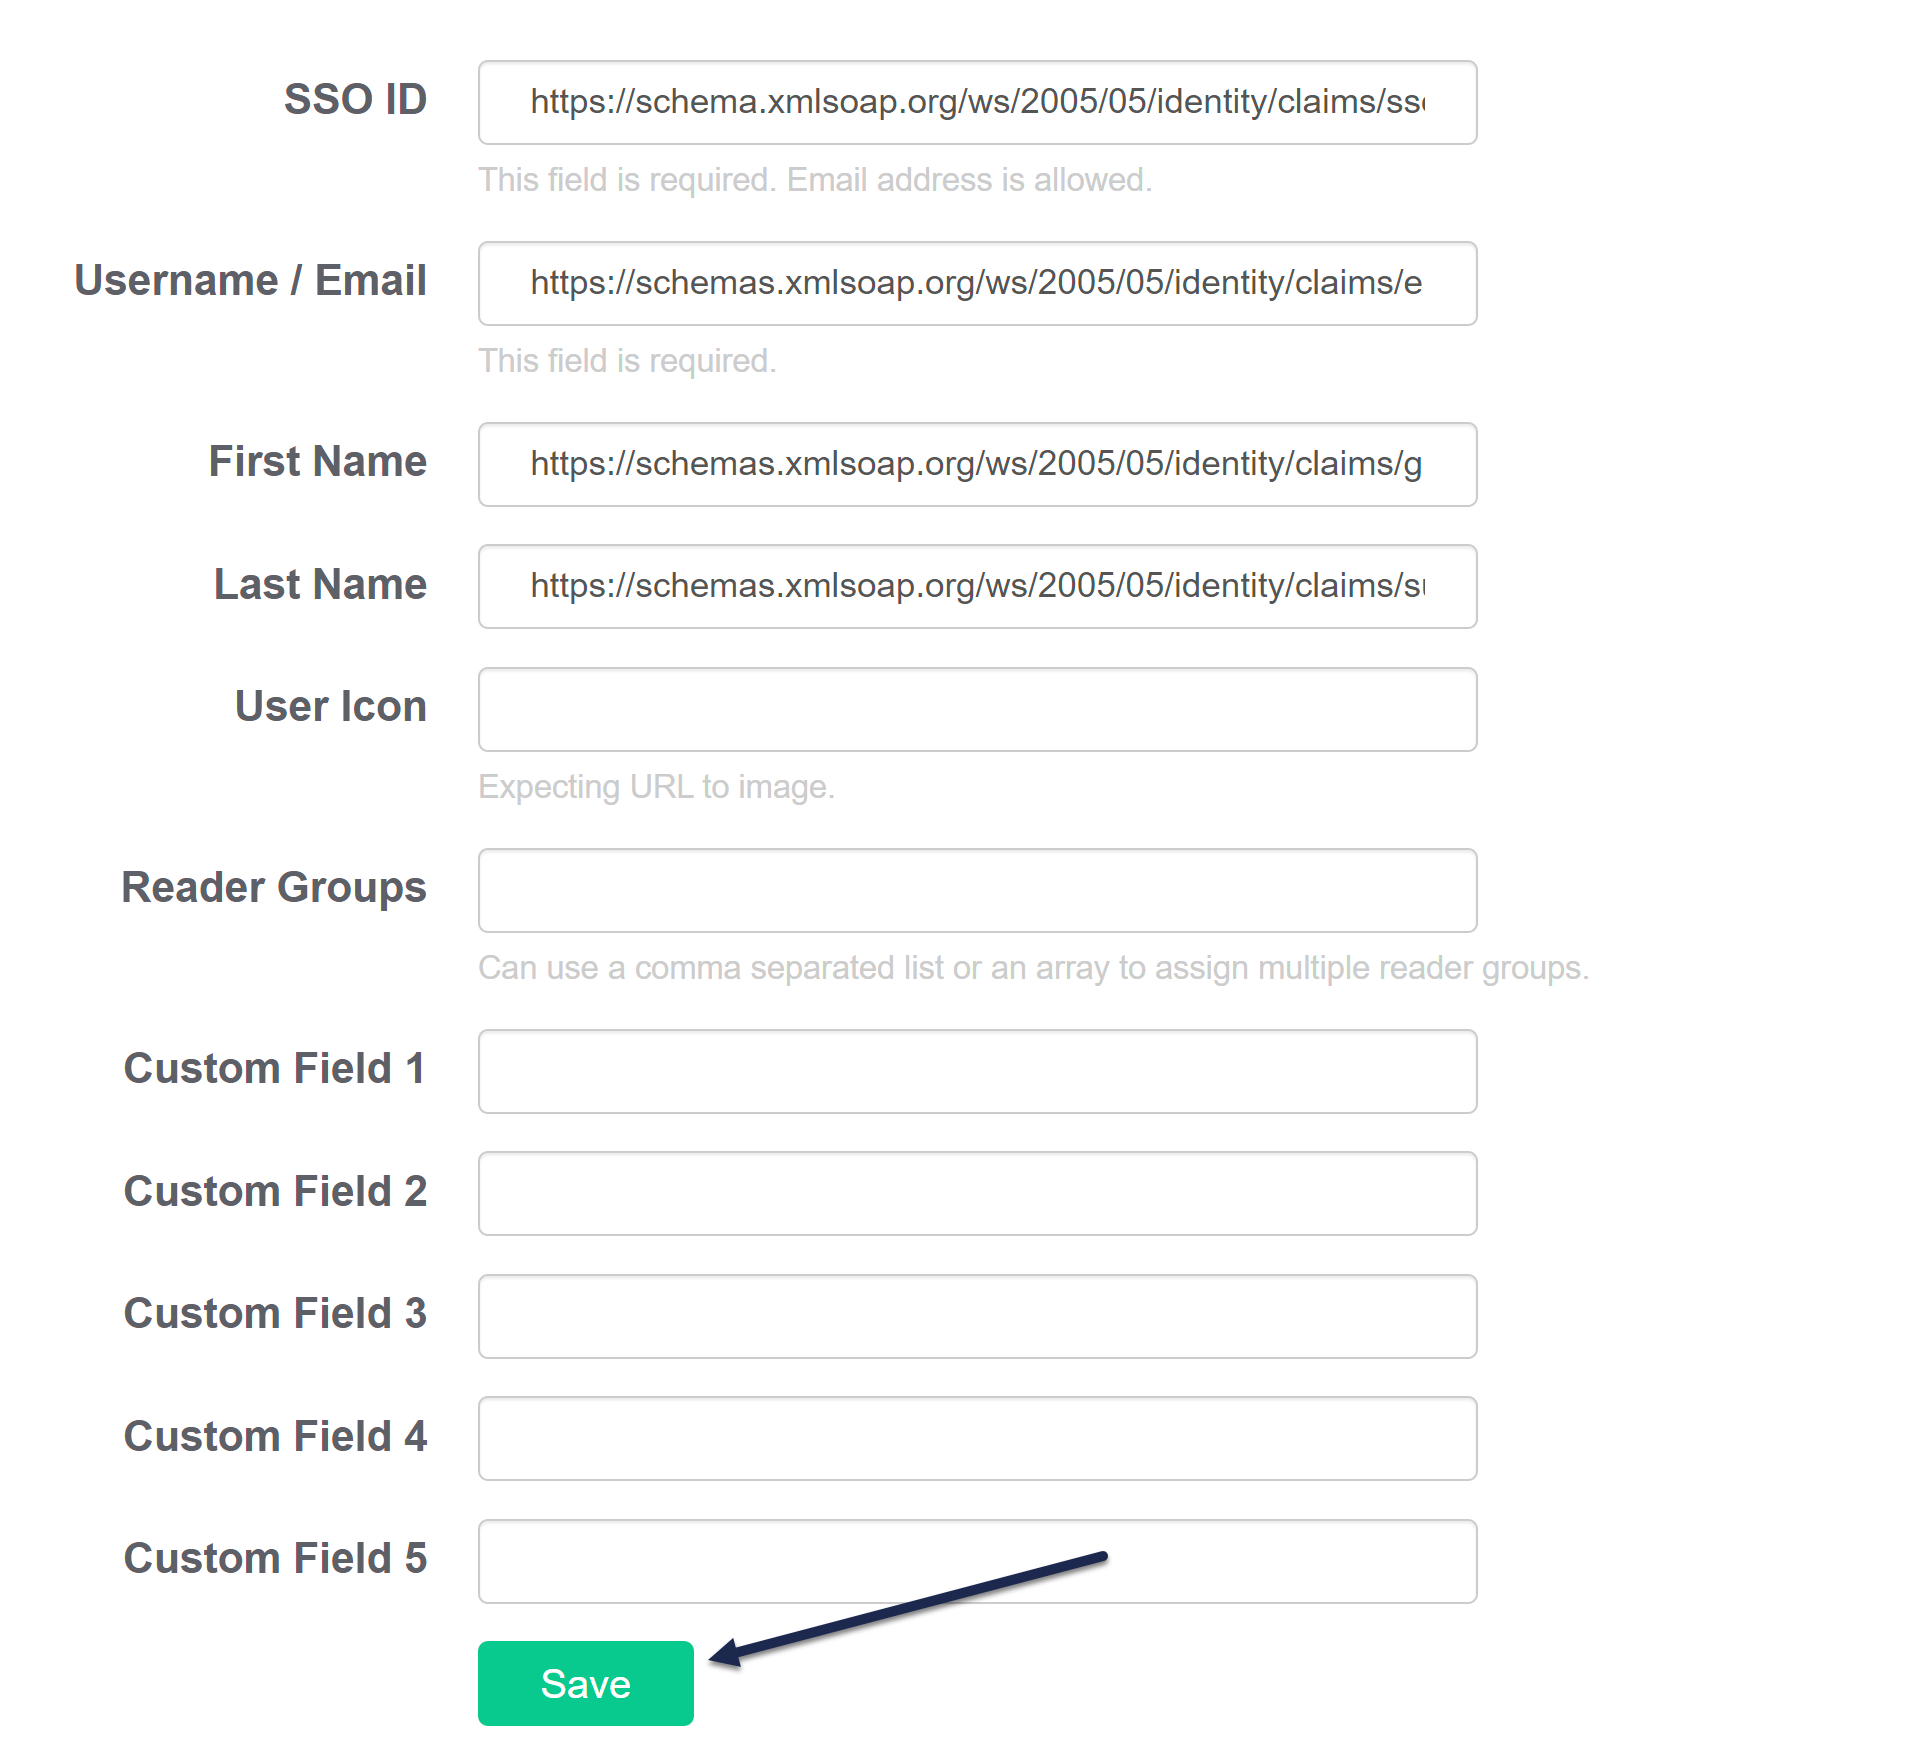 SSO ID
https://schema.xmlsoap.org/ws/2005/05/identity/claims/sso
This field is required. Email address is allowed.
Username / Email
https://schemas.xmlsoap.org/ws/2005/05/identity/claims/e
This field is required.
First Name
https://schemas.xmlsoap.org/ws/2005/05/identity/claims/g
Last Name
https://schemas.xmlsoap.org/ws/2005/05/identity/claims/su
User Icon
Expecting URL to image.
Reader Groups
Can use a comma separated list or an array to assign multiple reader groups.
Custom Field 1
Custom Field 2
Custom Field 3
Custom Field 4
Custom Field 5
Save